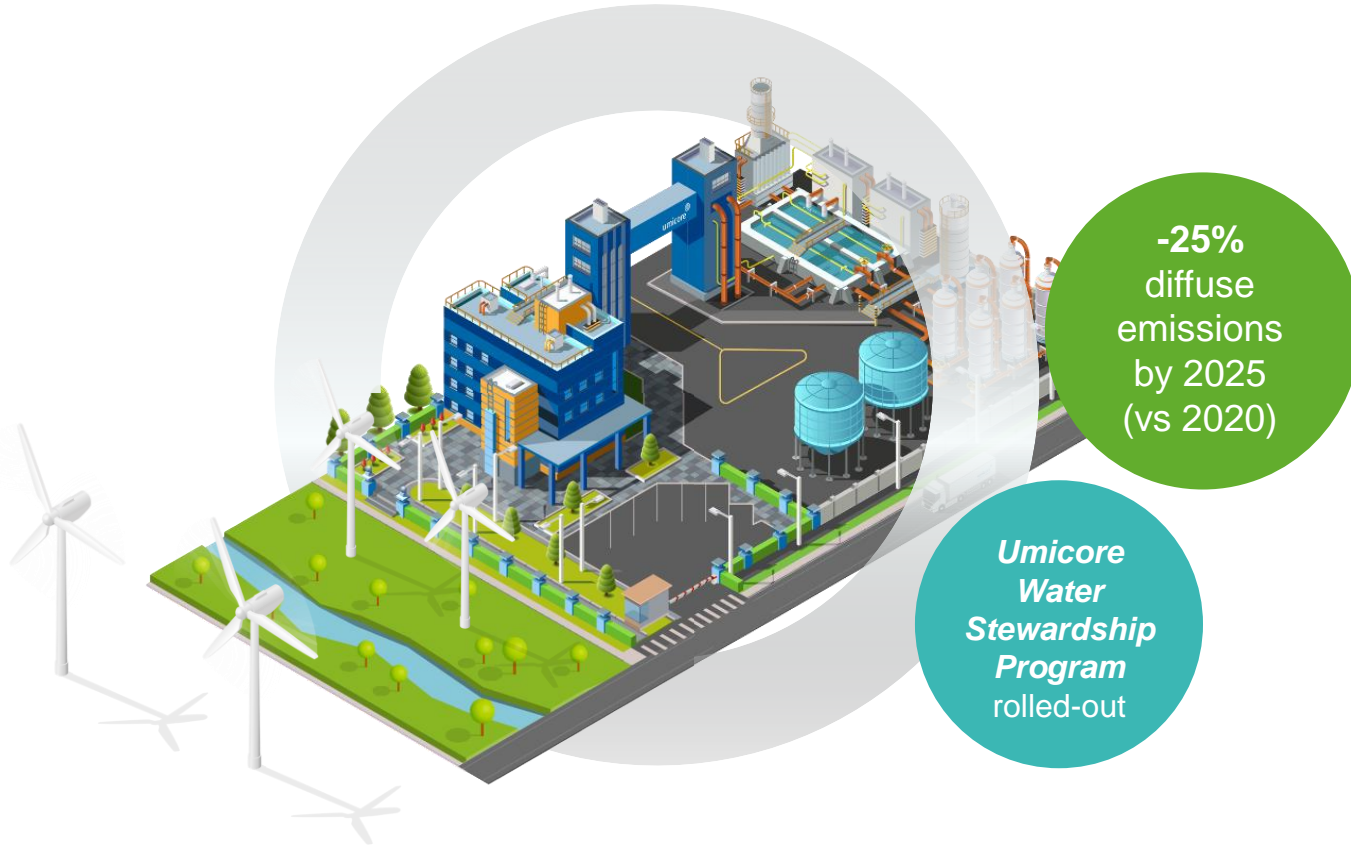 umicore
-25%
diffuse
emissions
by 2025
(vs 2020)
Umicore
Water
Stewardship
Program
rolled-out